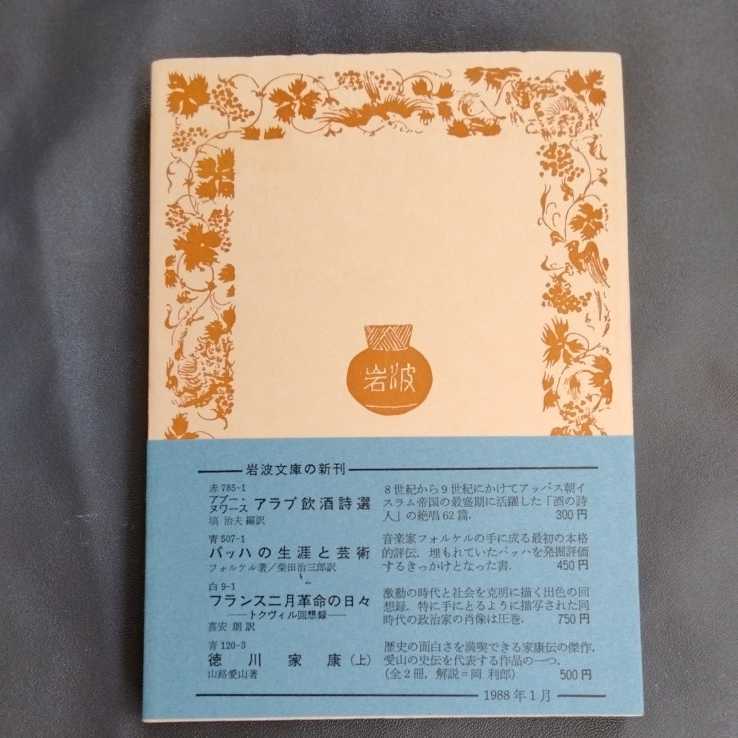 岩波
岩波文庫の新刊
赤785-1
アブー・ヌワース アラブ飲酒詩選
塙 治夫編訳
8世紀から9世紀にかけてアッバス朝イ
スラム帝国の最盛期に活躍した「酒の詩
人」の絶唱62篇. 300円
青507-1
バッハの生涯と芸術
フォルケル著／柴田治三郎訳
音楽家フォルケルの手に成る最初の本格
的評伝. 埋もれていたバッハを発掘評価
するきっかけとなった書. 450円
白9-1
フランス二月革命の日々
——トクヴィル回想録——
喜安 朗訳
激動の時代と社会を克明に描く出色の回
想録. 特に手にとるように描写された同
時代の政治家の肖像は圧巻. 750円
青120-3
徳川家康(上)
山路愛山著
歴史の面白さを満喫できる家康伝の傑作.
愛山の史伝を代表する作品の一つ.
(全2冊, 解説＝岡 利郎) 500円
1988年1月